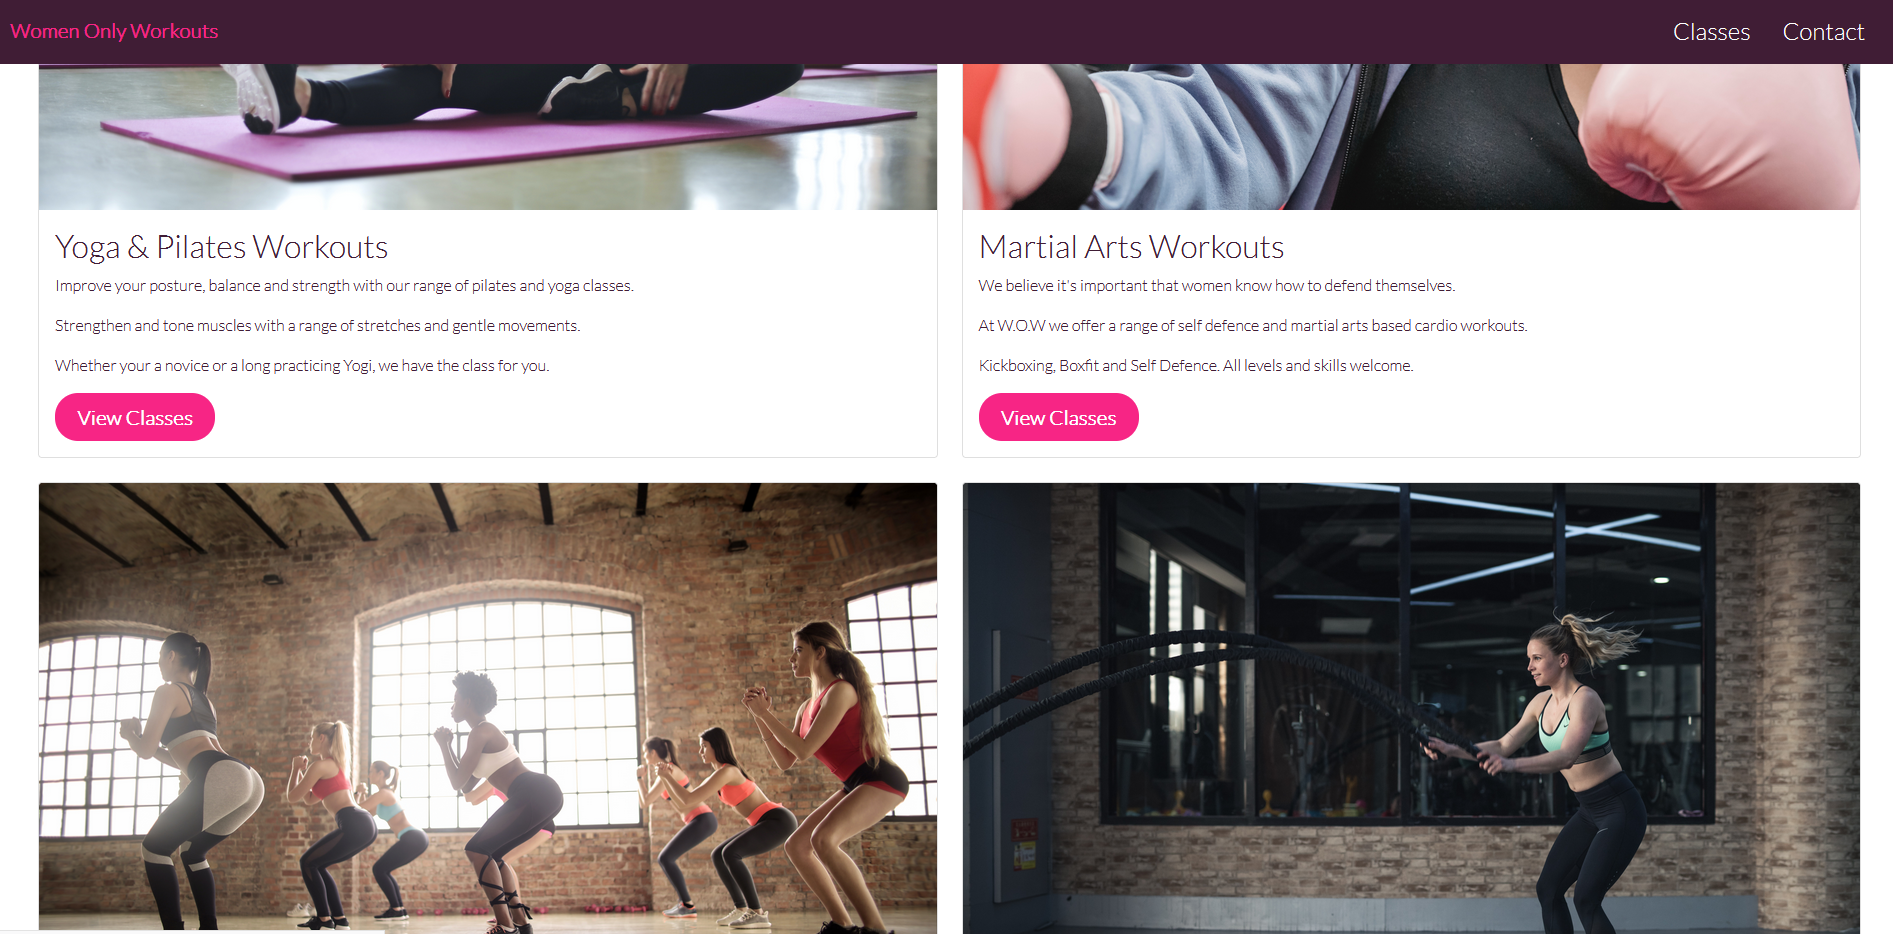 Women Only Workouts
Classes
Contact
Yoga & Pilates Workouts
Improve your posture, balance and strength with our range of pilates and yoga classes.
Strengthen and tone muscles with a range of stretches and gentle movements.
Whether your a novice or a long practicing Yogi, we have the class for you.
View Classes
Martial Arts Workouts
We believe it's important that women know how to defend themselves.
At W.O.W we offer a range of self defence and martial arts based cardio workouts.
Kickboxing, Boxfit and Self Defence. All levels and skills welcome.
View Classes